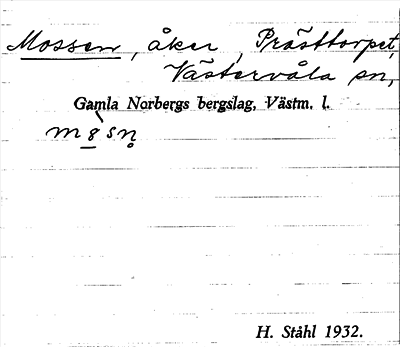 Mossen, åker, Prästtorpet,
Västervåla sn,
Gamla Norbergs bergslag, Västm. l.
H. Ståhl 1932.